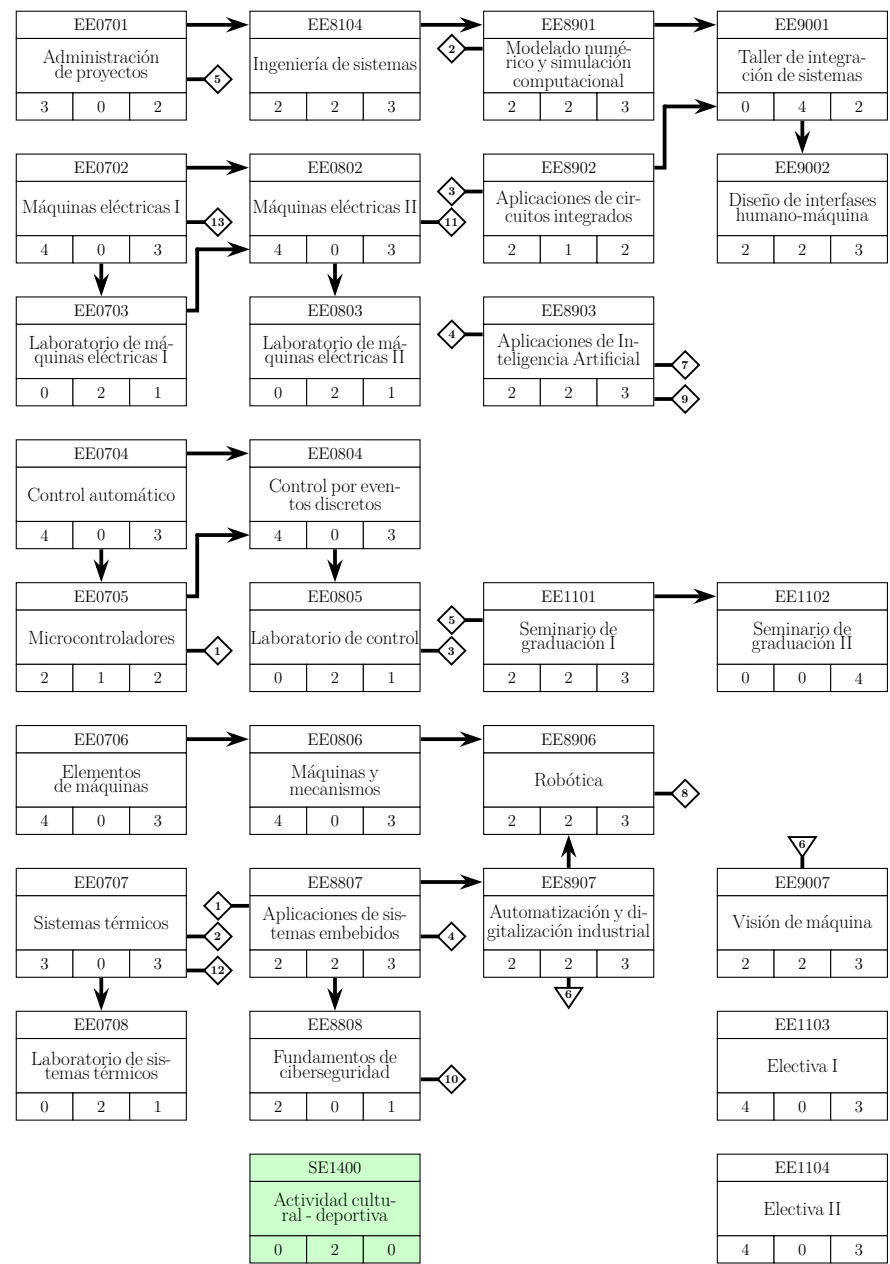 EE0701
Administración
de proyectos
3 0 2
5
EE8104
Ingeniería de sistemas
2 2 3
2
EE8901
Modelado numé-
rico y simulación
computacional
2 2 3
EE9001
Taller de integra-
ción de sistemas
0 4 2
EE0702
Máquinas eléctricas I
4 0 3
13
EE0802
Máquinas eléctricas II
4 0 3
11
3
EE8902
Aplicaciones de cir-
cuitos integrados
2 1 2
EE9002
Diseño de interfases
humano-máquina
2 2 3
EE0703
Laboratorio de má-
quinas eléctricas I
0 2 1
EE0803
Laboratorio de má-
quinas eléctricas II
0 2 1
4
EE8903
Aplicaciones de In-
teligencia Artificial
2 2 3
7
9
EE0704
Control automático
4 0 3
EE0804
Control por even-
tos discretos
4 0 3
EE0705
Microcontroladores
2 1 2
1
EE0805
Laboratorio de control
0 2 1
3
5
EE1101
Seminario de
graduación I
2 2 3
EE1102
Seminario de
graduación II
0 0 4
EE0706
Elementos
de máquinas
4 0 3
EE0806
Máquinas y
mecanismos
4 0 3
EE8906
Robótica
2 2 3
8
EE0707
Sistemas térmicos
3 0 3
2
12
1
EE8807
Aplicaciones de sis-
temas embebidos
2 2 3
4
EE8907
Automatización y di-
gitalización industrial
2 2 3
6
6
EE9007
Visión de máquina
2 2 3
EE0708
Laboratorio de sis-
temas térmicos
0 2 1
EE8808
Fundamentos de
ciberseguridad
2 0 1
10
EE1103
Electiva I
4 0 3
SE1400
Actividad cultu-
ral - deportiva
0 2 0
EE1104
Electiva II
4 0 3